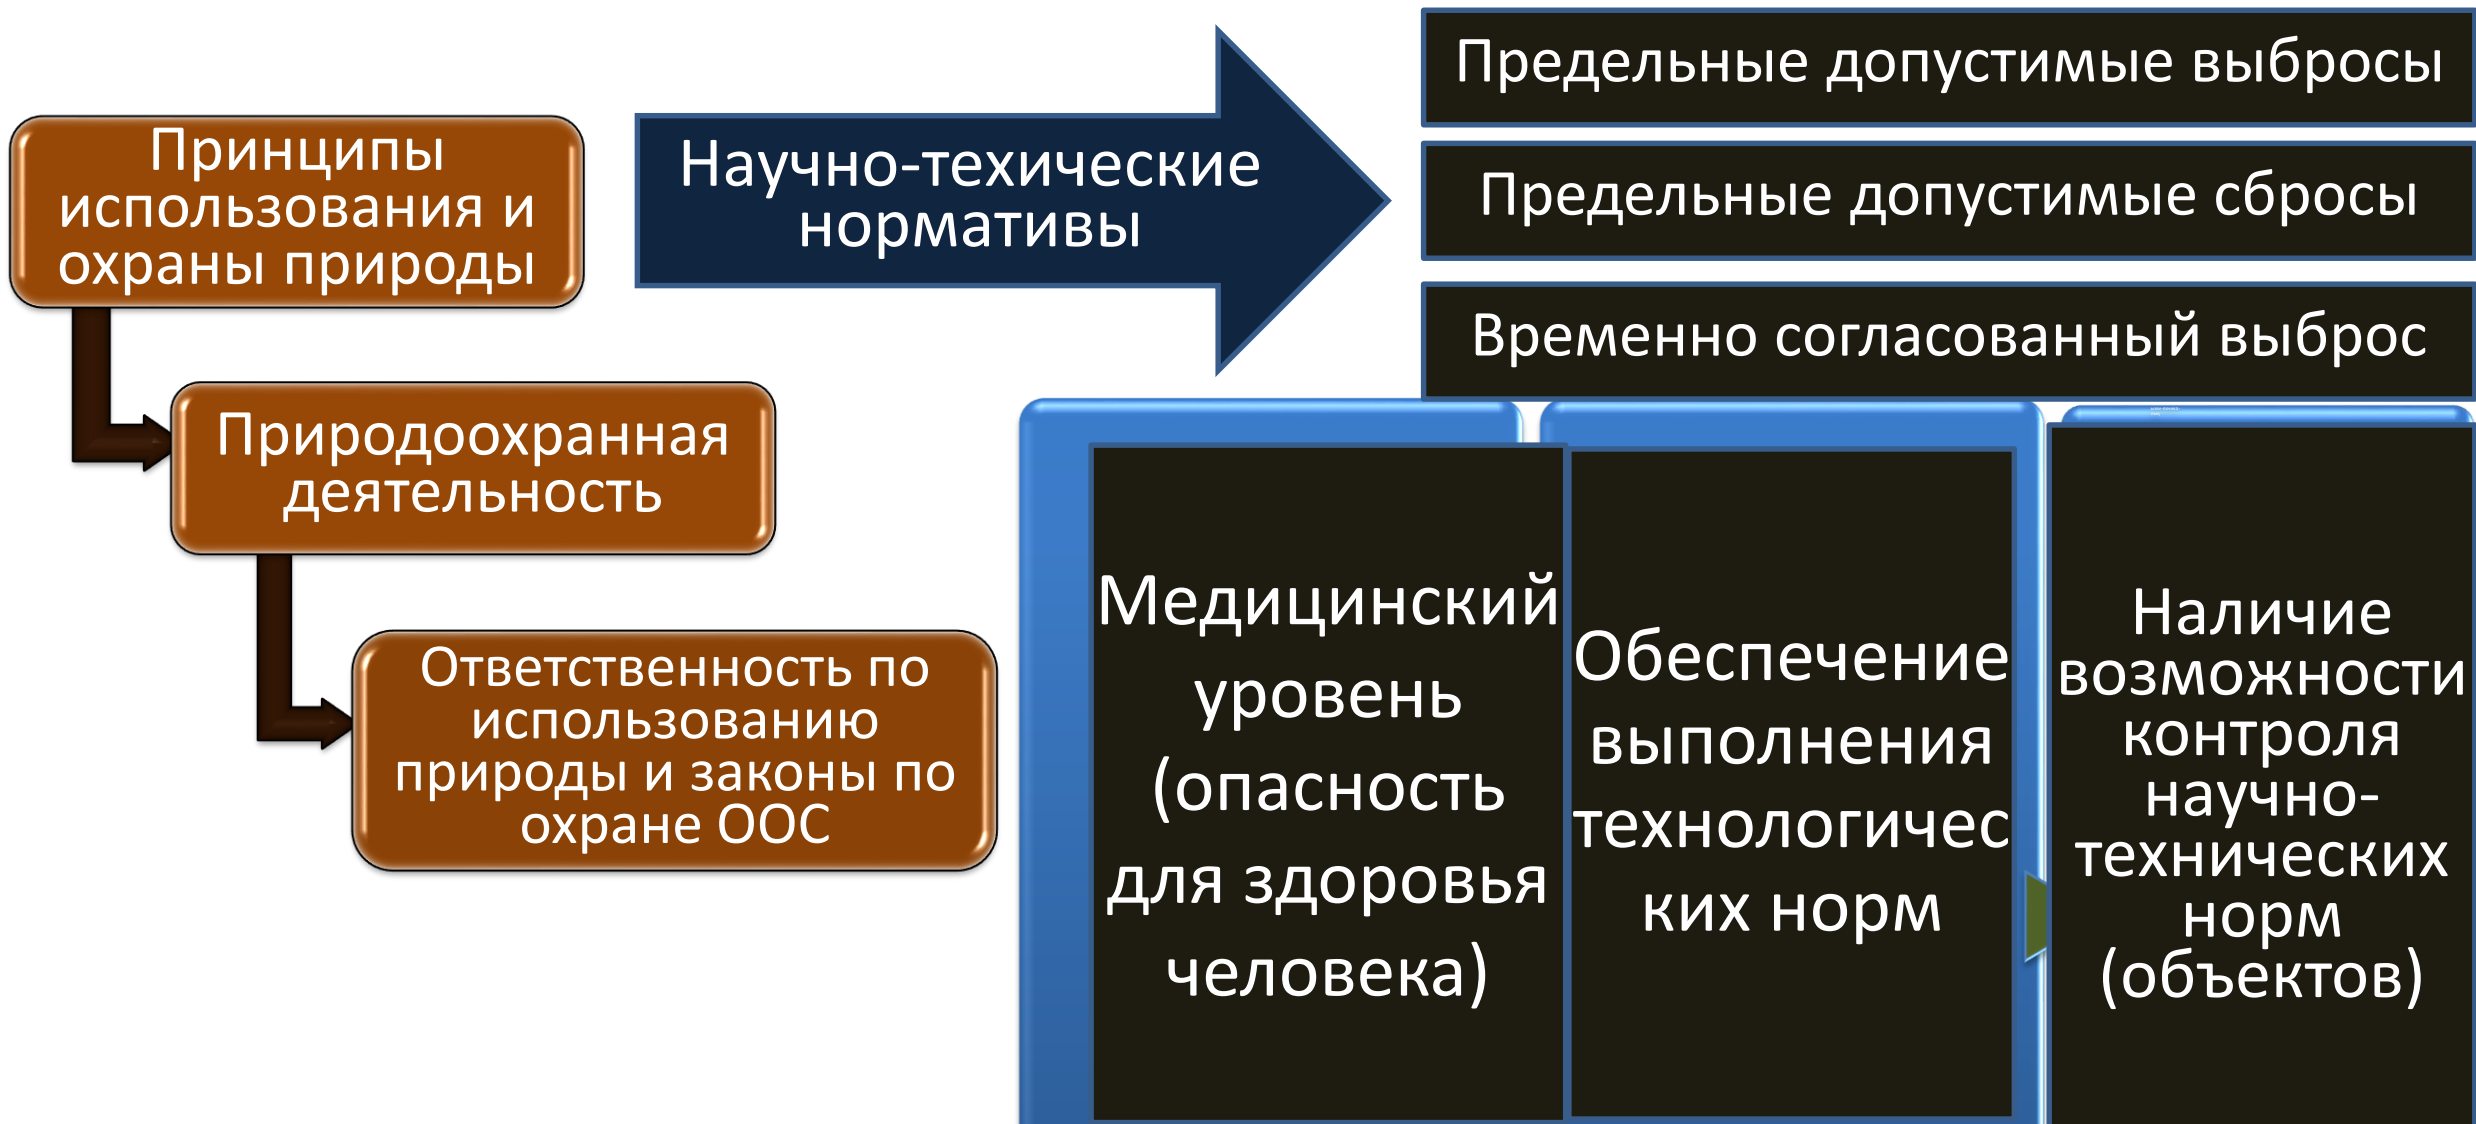 Принципы
использования и
охраны природы
Природоохранная
деятельность
Ответственность по
использованию
природы и законы по
охране ООС
Научно-техические
нормативы
Предельные допустимые выбросы
Предельные допустимые сбросы
Временно согласованный выброс
Медицинский
уровень
(опасность
для здоровья
человека)
Обеспечение
выполнения
технологичес
ких норм
Наличие
возможности
контроля
научно-
технических
норм
(объектов)